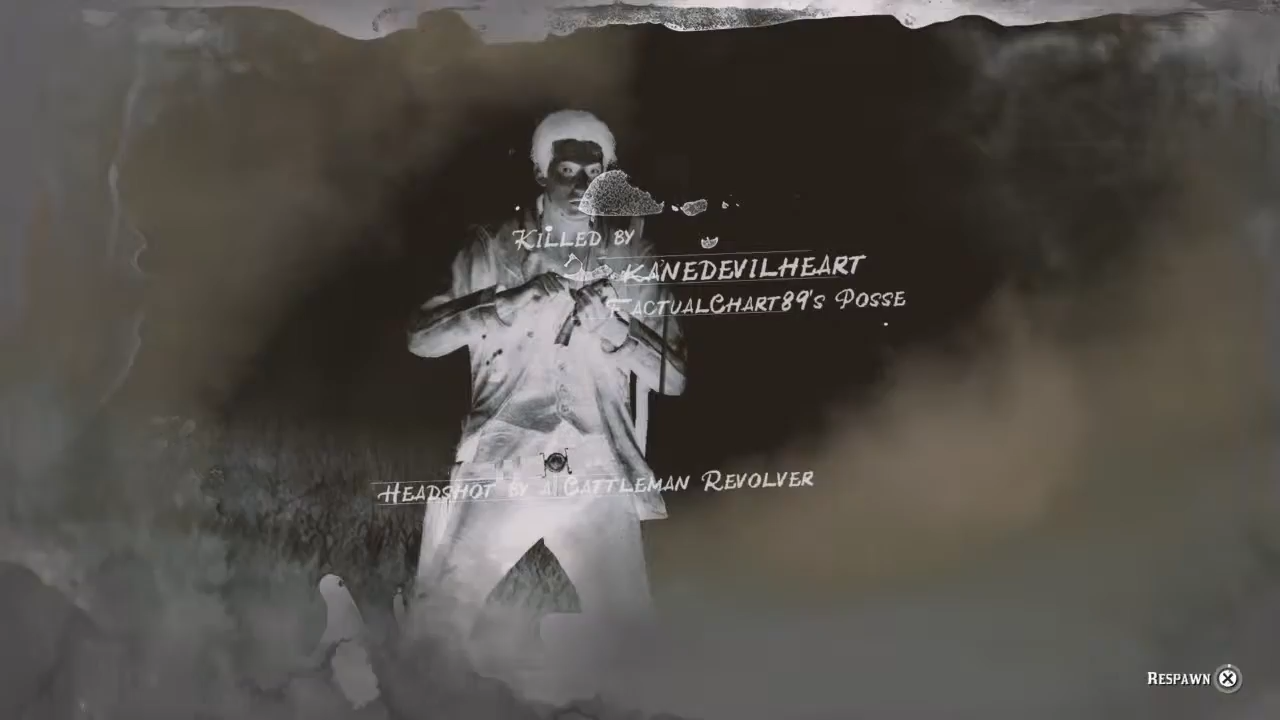 Killed by
KANEDEVILHEART
FactualChart89's Posse
Headshot by a Cattleman Revolver
Respawn